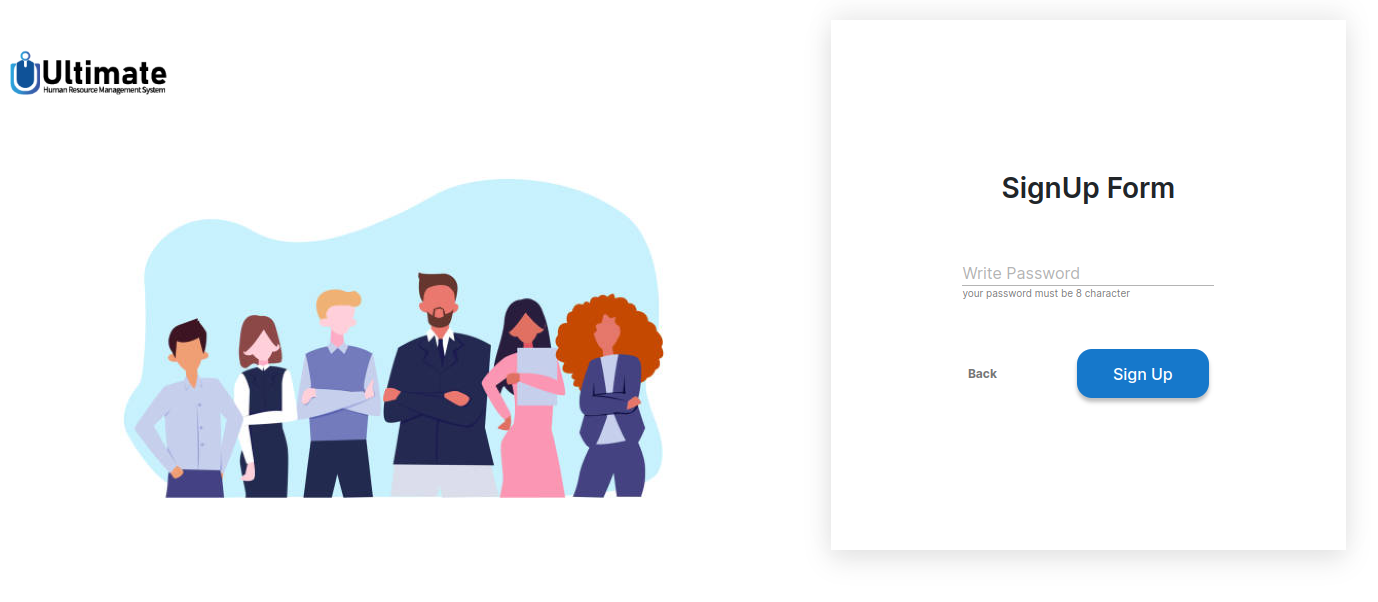 Ultimate
Human Resource Management System
SignUp Form
Write Password
your password must be 8 character
Back
Sign Up